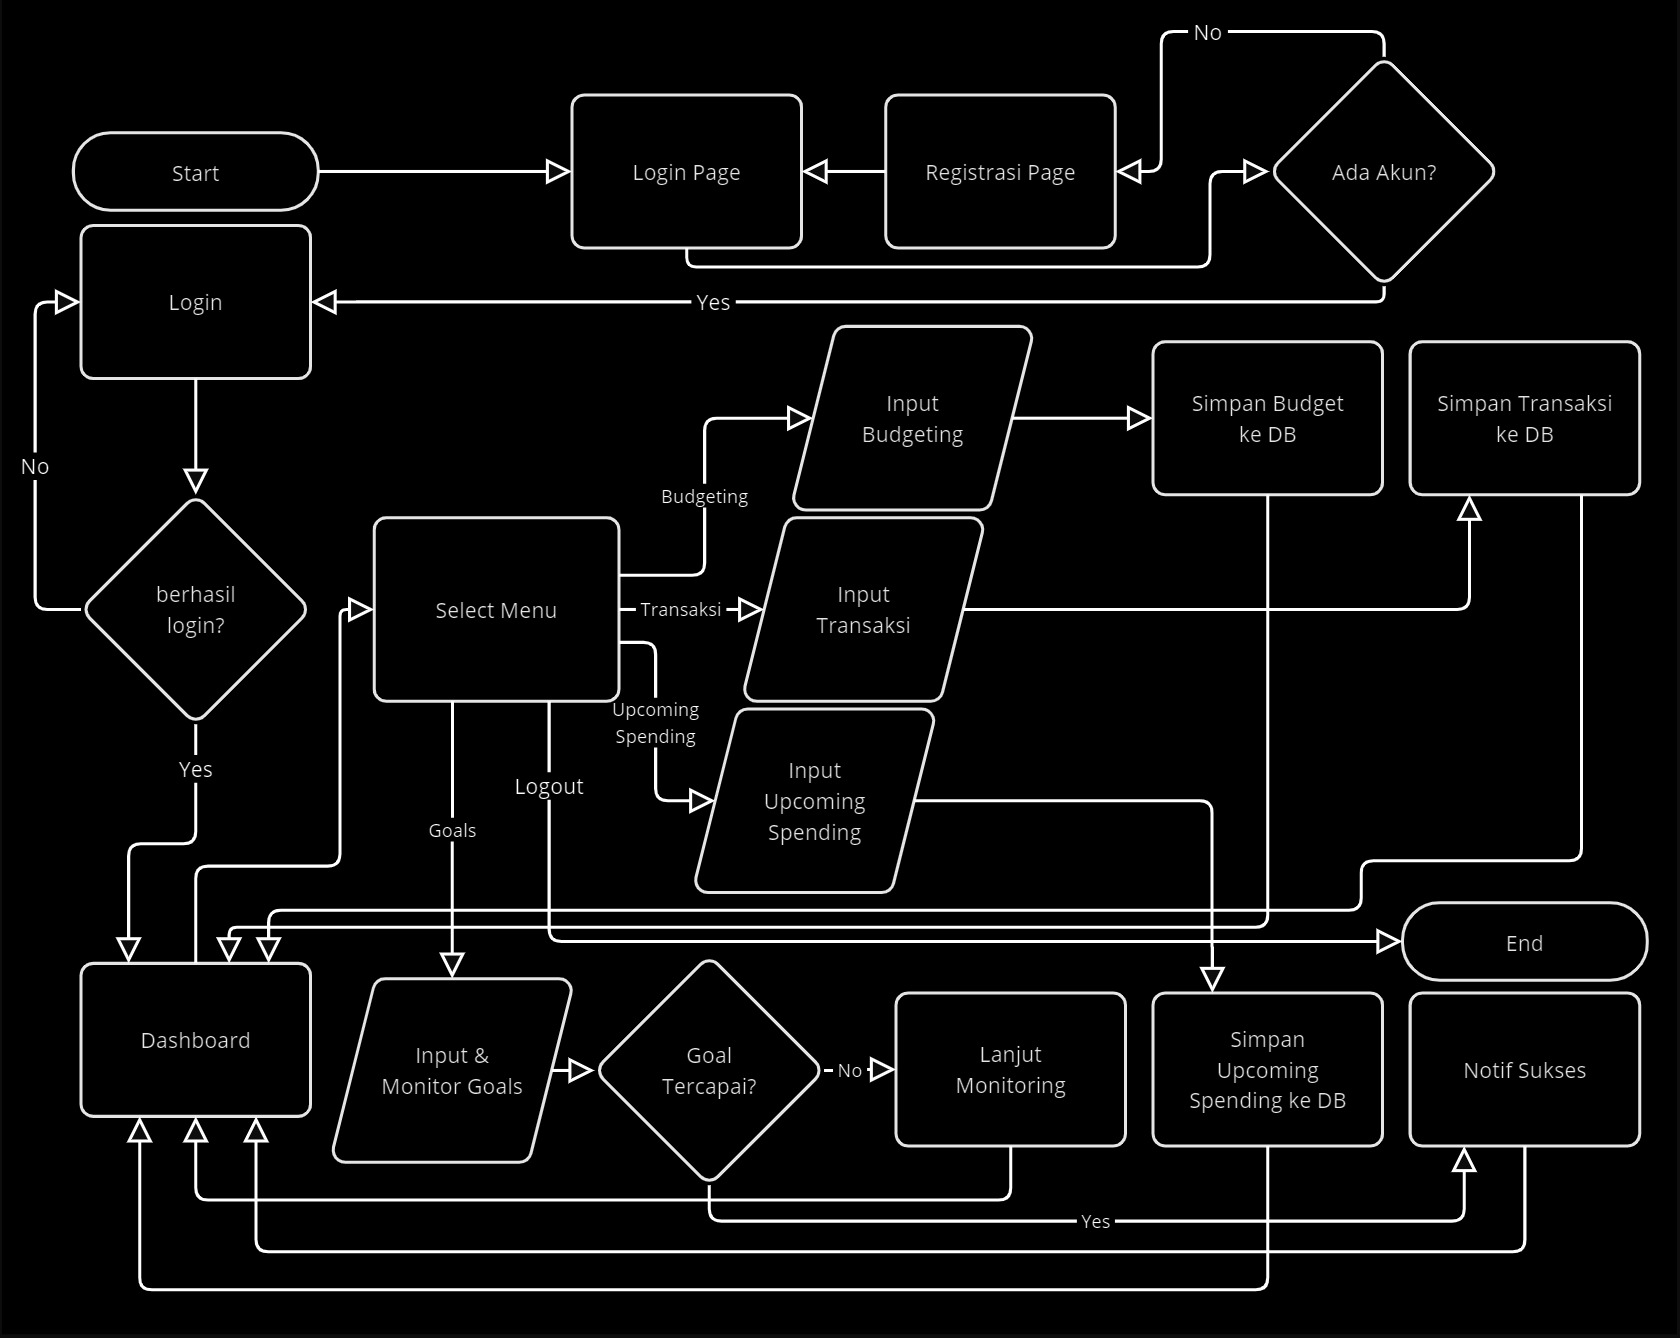 No
Start
Login Page
Registrasi Page
Ada Akun?
Login
Yes
Input
Budgeting
Simpan Budget
ke DB
Simpan Transaksi
ke DB
No
Budgeting
berhasil
login?
Select Menu
Transaksi
Input
Transaksi
Upcoming
Spending
Yes
Logout
Goals
Input
Upcoming
Spending
End
Dashboard
Input &
Monitor Goals
Goal
Tercapai?
No
Lanjut
Monitoring
Simpan
Upcoming
Spending ke DB
Notif Sukses
Yes